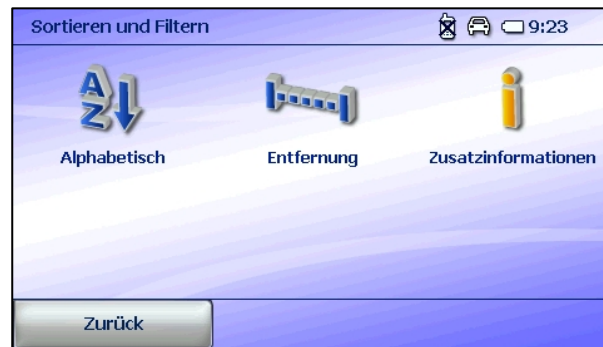 Sortieren und Filtern 9:23
A
Z
Alphabetisch Entfernung Zusatzinformationen
Zurück